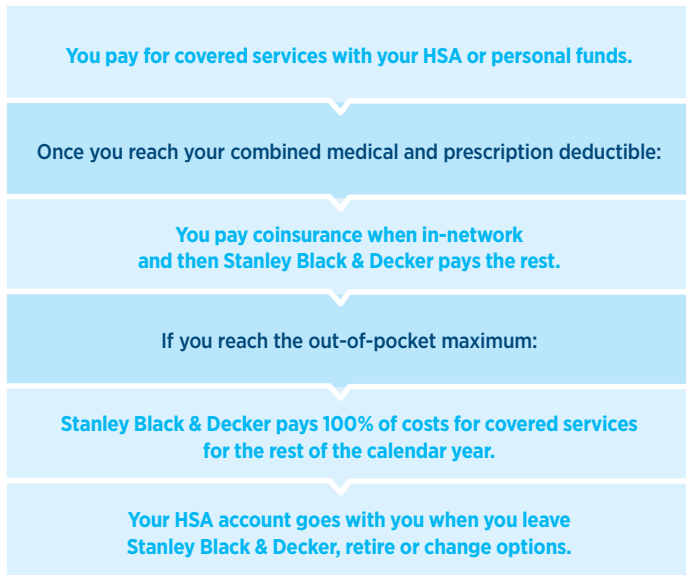 You pay for covered services with your HSA or personal funds.
Once you reach your combined medical and prescription deductible:
You pay coinsurance when in-network
and then Stanley Black & Decker pays the rest.
If you reach the out-of-pocket maximum:
Stanley Black & Decker pays 100% of costs for covered services
for the rest of the calendar year.
Your HSA account goes with you when you leave
Stanley Black & Decker, retire or change options.